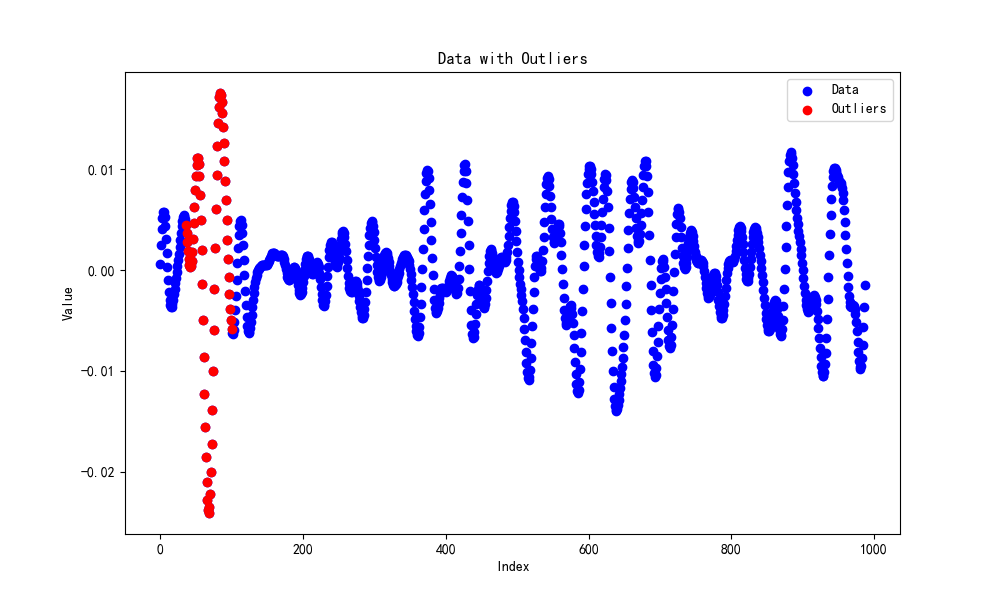 Data with Outliers
Data
Outliers
0.01
0.00
-0.01
-0.02
Value
0
200
400
600
800
1000
Index